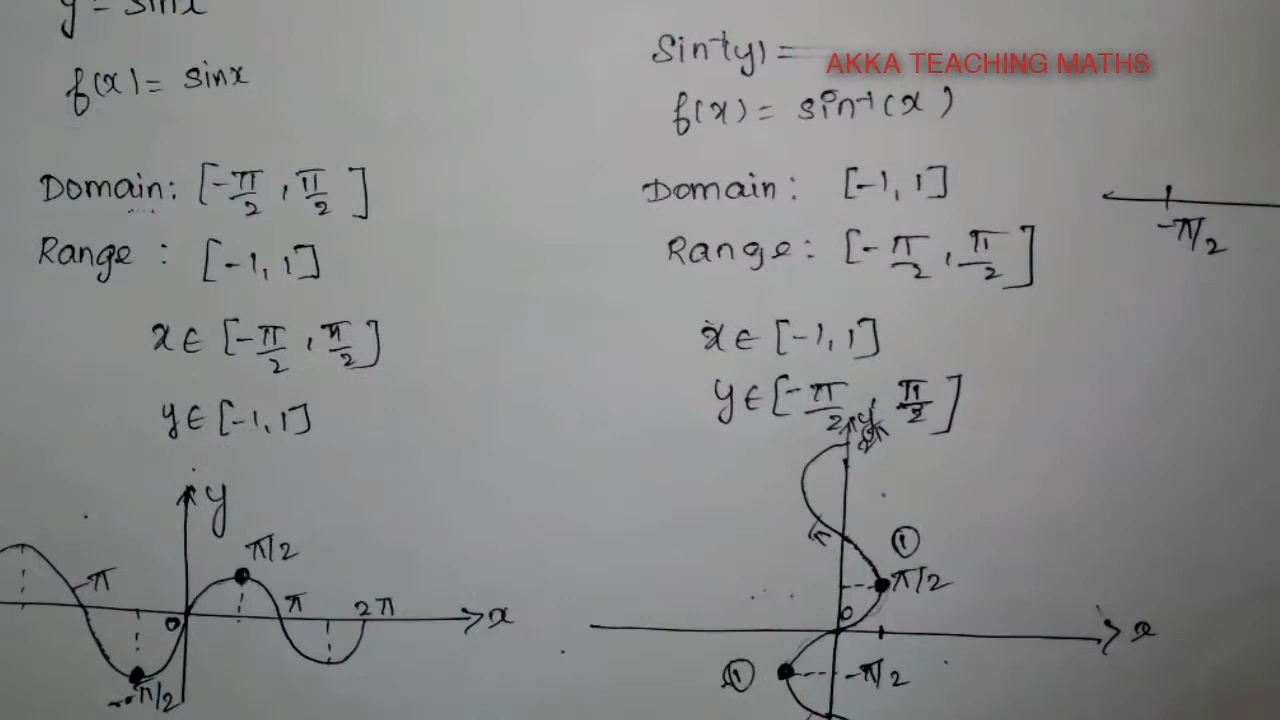 y = sinx
f(x) = sinx
Domain: [-π/2, π/2]
Range : [-1, 1]
x ∈ [-π/2, π/2]
y ∈ [-1, 1]
y
π/2
-π
π
2π
x
0
-π/2
Sin⁻¹(y) =
AKKA TEACHING MATHS
f(x) = sin⁻¹(x)
Domain: [-1, 1]
Range: [-π/2, π/2]
x ∈ [-1, 1]
y ∈ [-π/2, π/2]
-π/2
y
π
①
π/2
0
x
①
-π/2